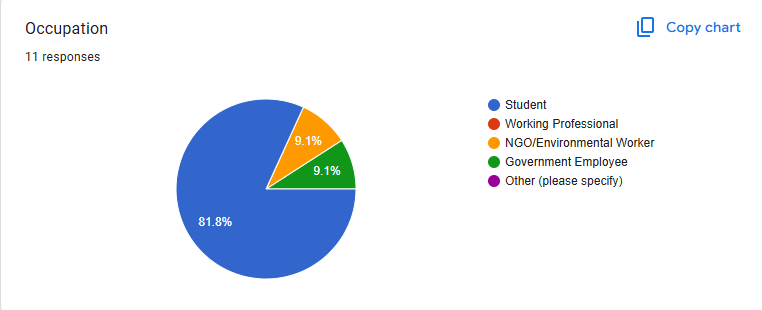 Occupation
Copy chart
11 responses
Student
Working Professional
NGO/Environmental Worker
Government Employee
Other (please specify)
9.1%
9.1%
81.8%